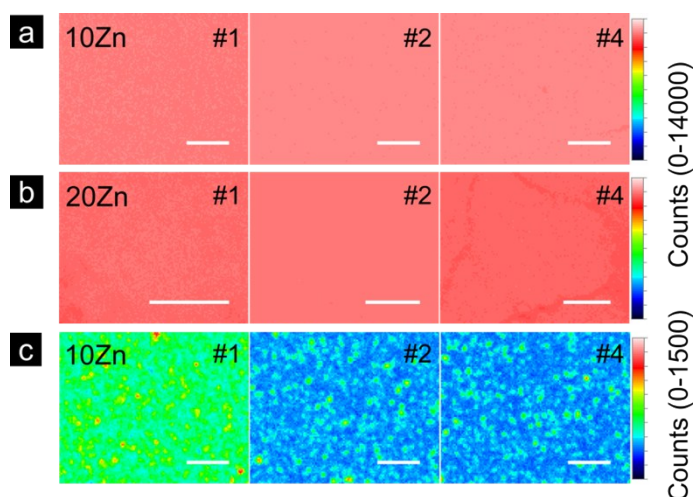 a
10Zn
#1
#2
#4
b
20Zn
#1
#2
#4
Counts (0-14000)
c
10Zn
#1
#2
#4
Counts (0-1500)